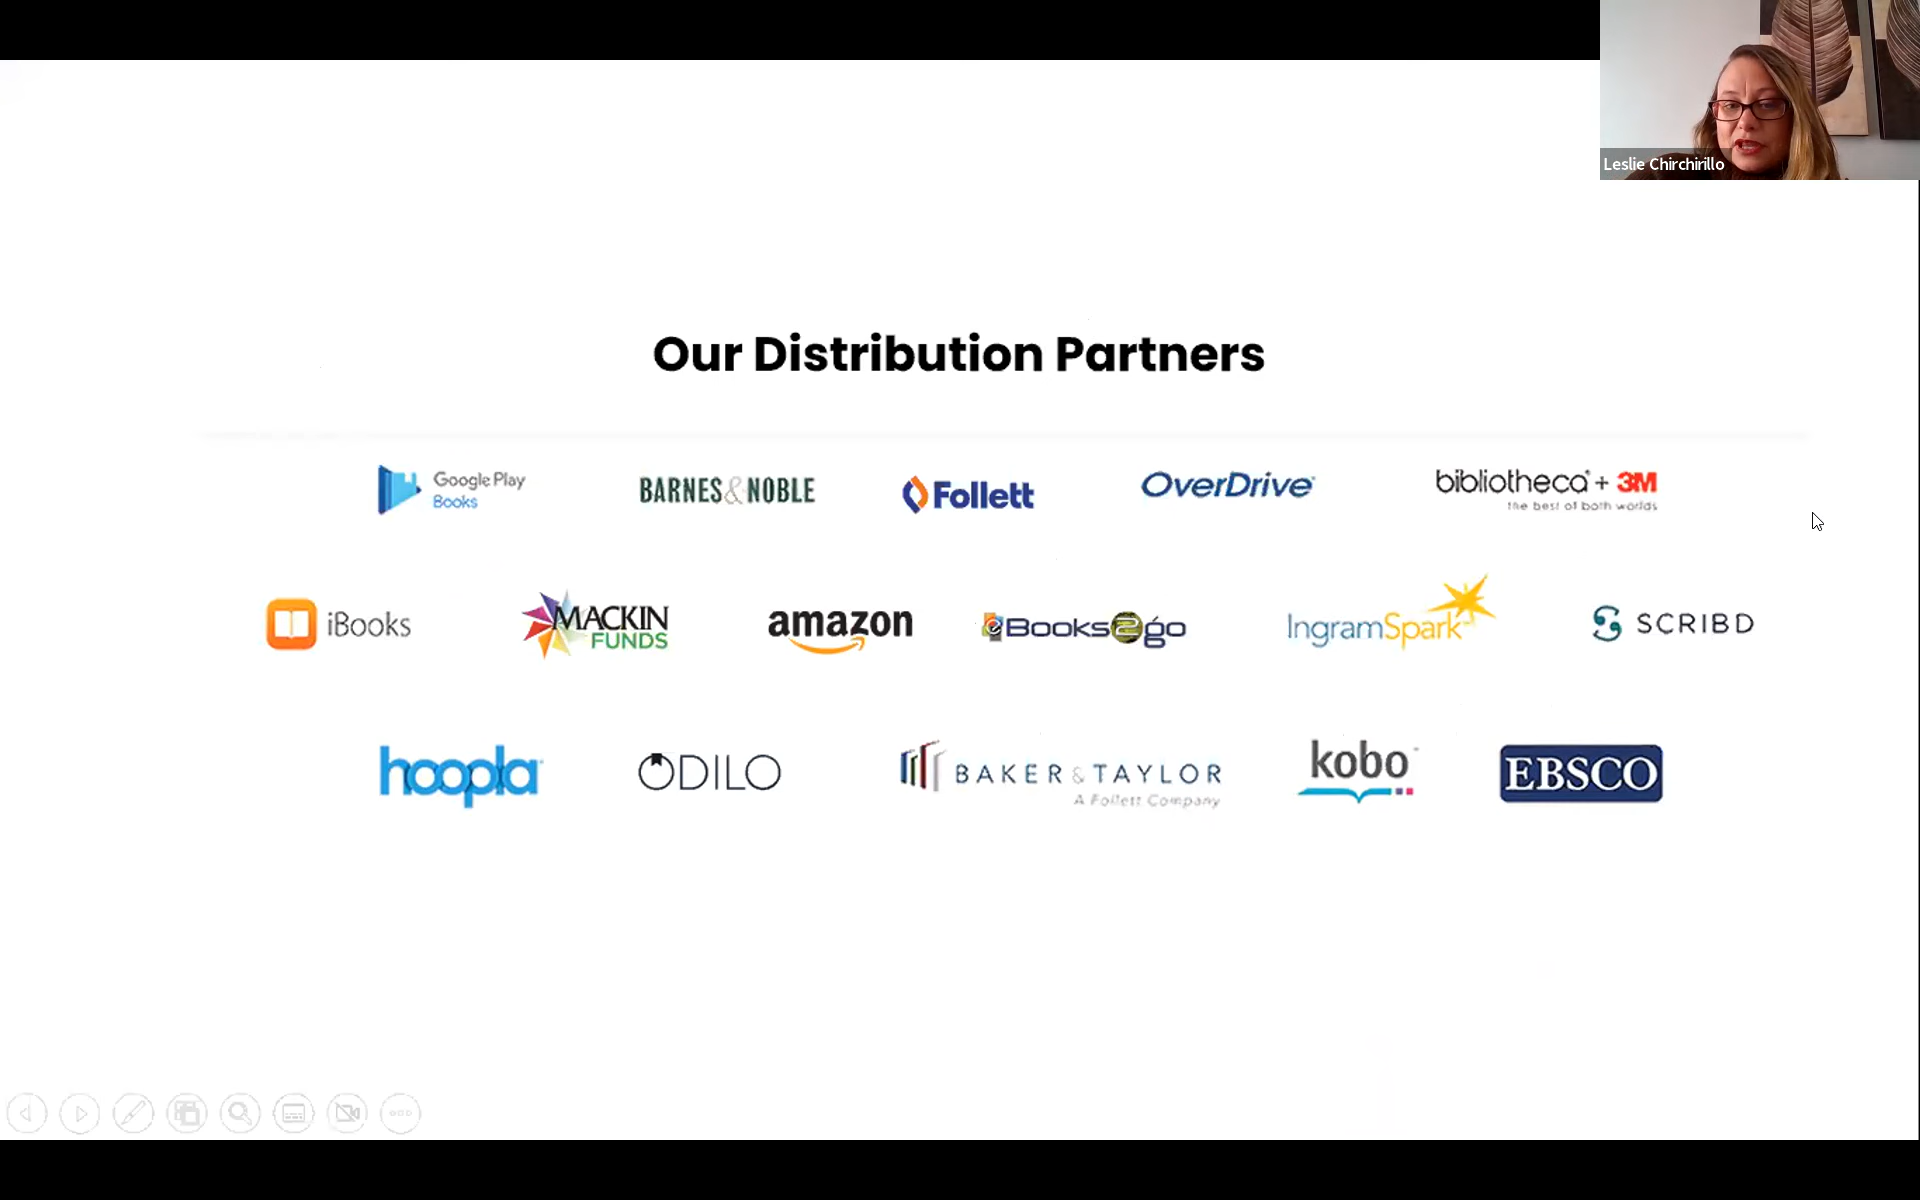 Leslie Chirchirillo
Our Distribution Partners
Google Play
Books
BARNES&NOBLE
Follett
OverDrive
bibliotheca + 3M
the best of both worlds
iBooks
MACKIN
FUNDS
amazon
eBooks2go
IngramSpark
SCRIBD
hoopla
ODILO
BAKER & TAYLOR
A Follett Company
kobo
EBSCO